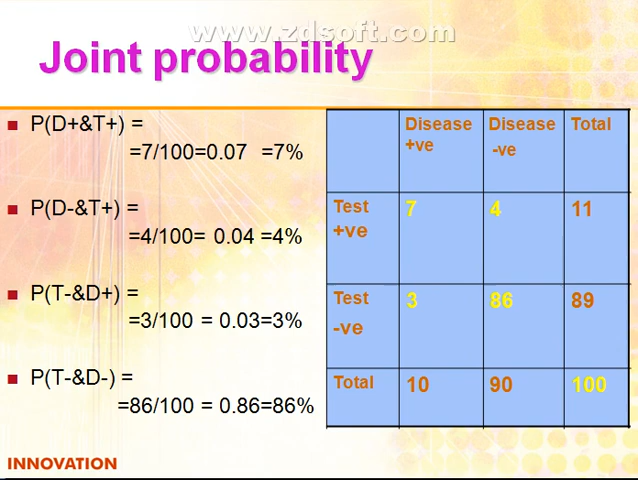 www.zdsoft.com
Joint probability
P(D+&T+) =
=7/100=0.07 =7%
P(D-&T+) =
=4/100= 0.04 =4%
P(T-&D+) =
=3/100 = 0.03=3%
P(T-&D-) =
=86/100 = 0.86=86%
Disease +ve Disease -ve Total
Test +ve 7 4 11
Test -ve 3 86 89
Total 10 90 100
INNOVATION